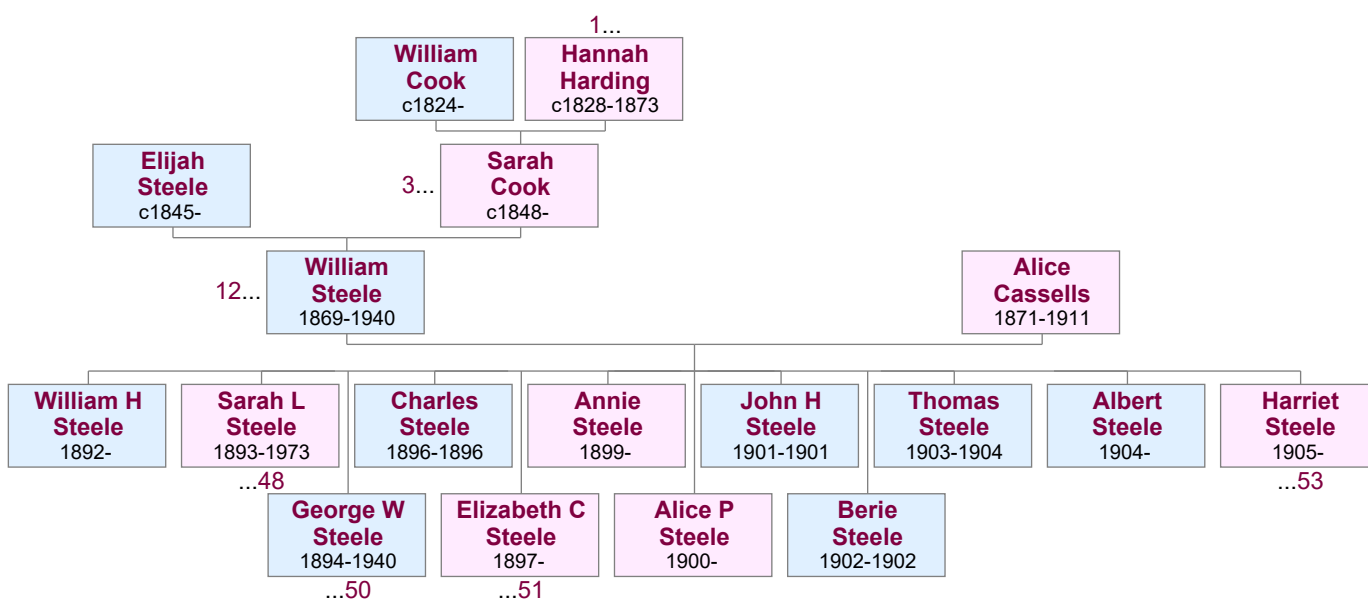 1...
William
Cook
c1824-
Hannah
Harding
c1828-1873
Elijah
Steele
c1845-
3...
Sarah
Cook
c1848-
12...
William
Steele
1869-1940
Alice
Cassells
1871-1911
William H
Steele
1892-
Sarah L
Steele
1893-1973
...48
Charles
Steele
1896-1896
Annie
Steele
1899-
John H
Steele
1901-1901
Thomas
Steele
1903-1904
Albert
Steele
1904-
Harriet
Steele
1905-
...53
George W
Steele
1894-1940
...50
Elizabeth C
Steele
1897-
...51
Alice P
Steele
1900-
Berie
Steele
1902-1902